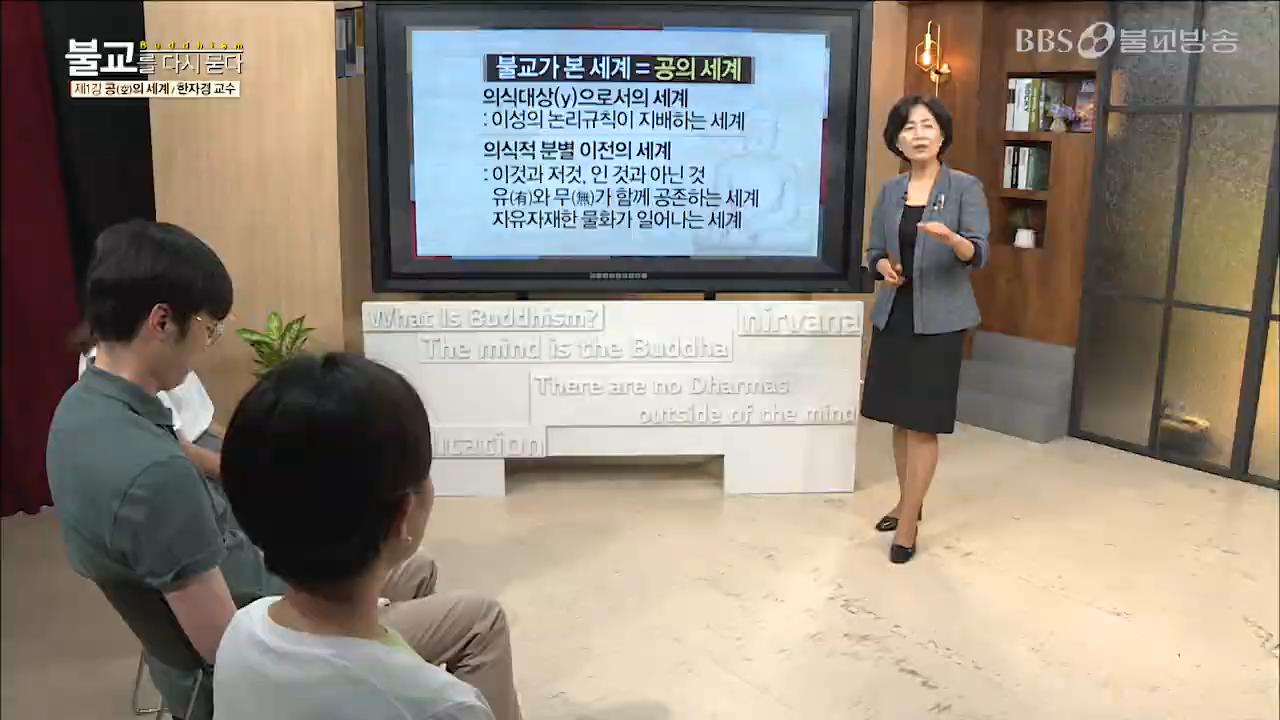 Buddhism
불교를 다시 묻다
제1강 공(空)의 세계 / 한자경 교수
BBS 불교방송
불교가 본 세계 = 공의 세계
의식대상(y)으로서의 세계
: 이성의 논리규칙이 지배하는 세계
의식적 분별 이전의 세계
: 이것과 저것, 인 것과 아닌 것
유(有)와 무(無)가 함께 공존하는 세계
자유자재한 물화가 일어나는 세계
What Is Buddhism?
nirvana
The mind is the Buddha
There are no Dharmas
outside of the mind
lication